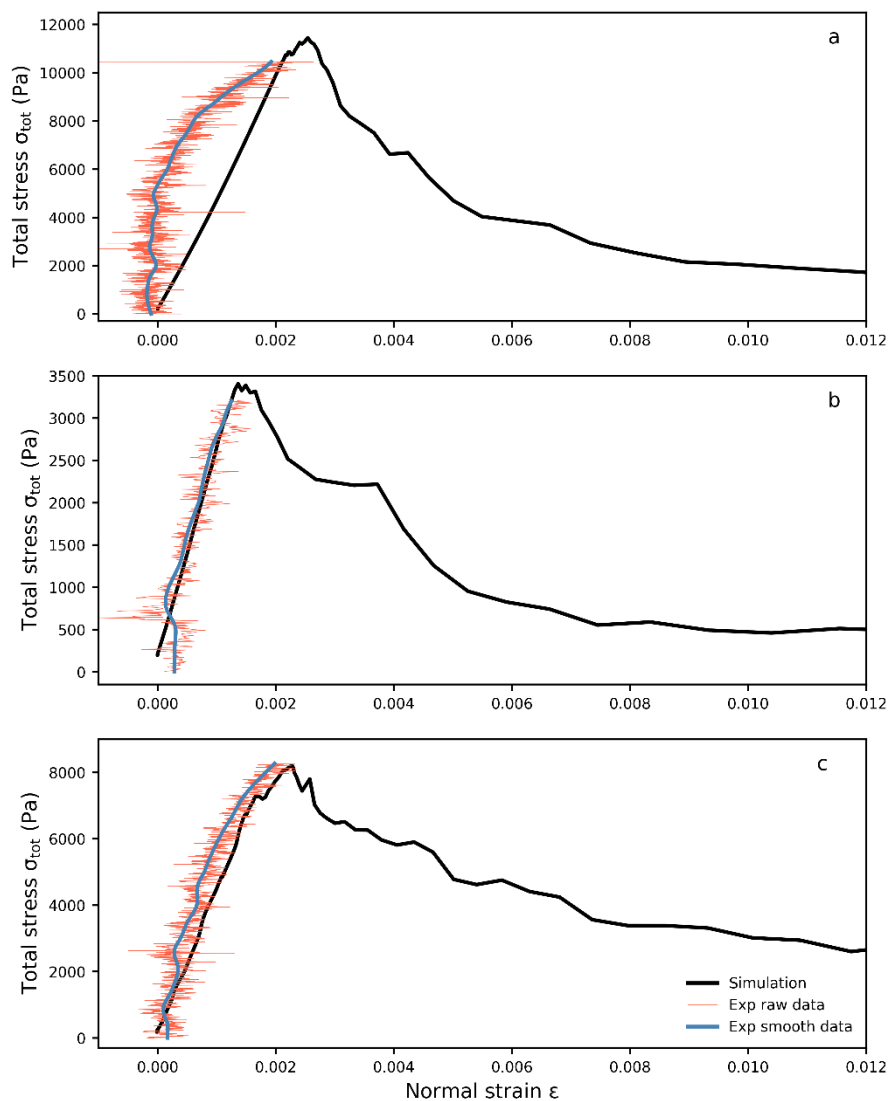 12000
10000
8000
6000
4000
2000
0
Total stress σtot (Pa)
a
0.000 0.002 0.004 0.006 0.008 0.010 0.012
3500
3000
2500
2000
1500
1000
500
0
Total stress σtot (Pa)
b
0.000 0.002 0.004 0.006 0.008 0.010 0.012
8000
6000
4000
2000
0
Total stress σtot (Pa)
c
Simulation
Exp raw data
Exp smooth data
0.000 0.002 0.004 0.006 0.008 0.010 0.012
Normal strain ε